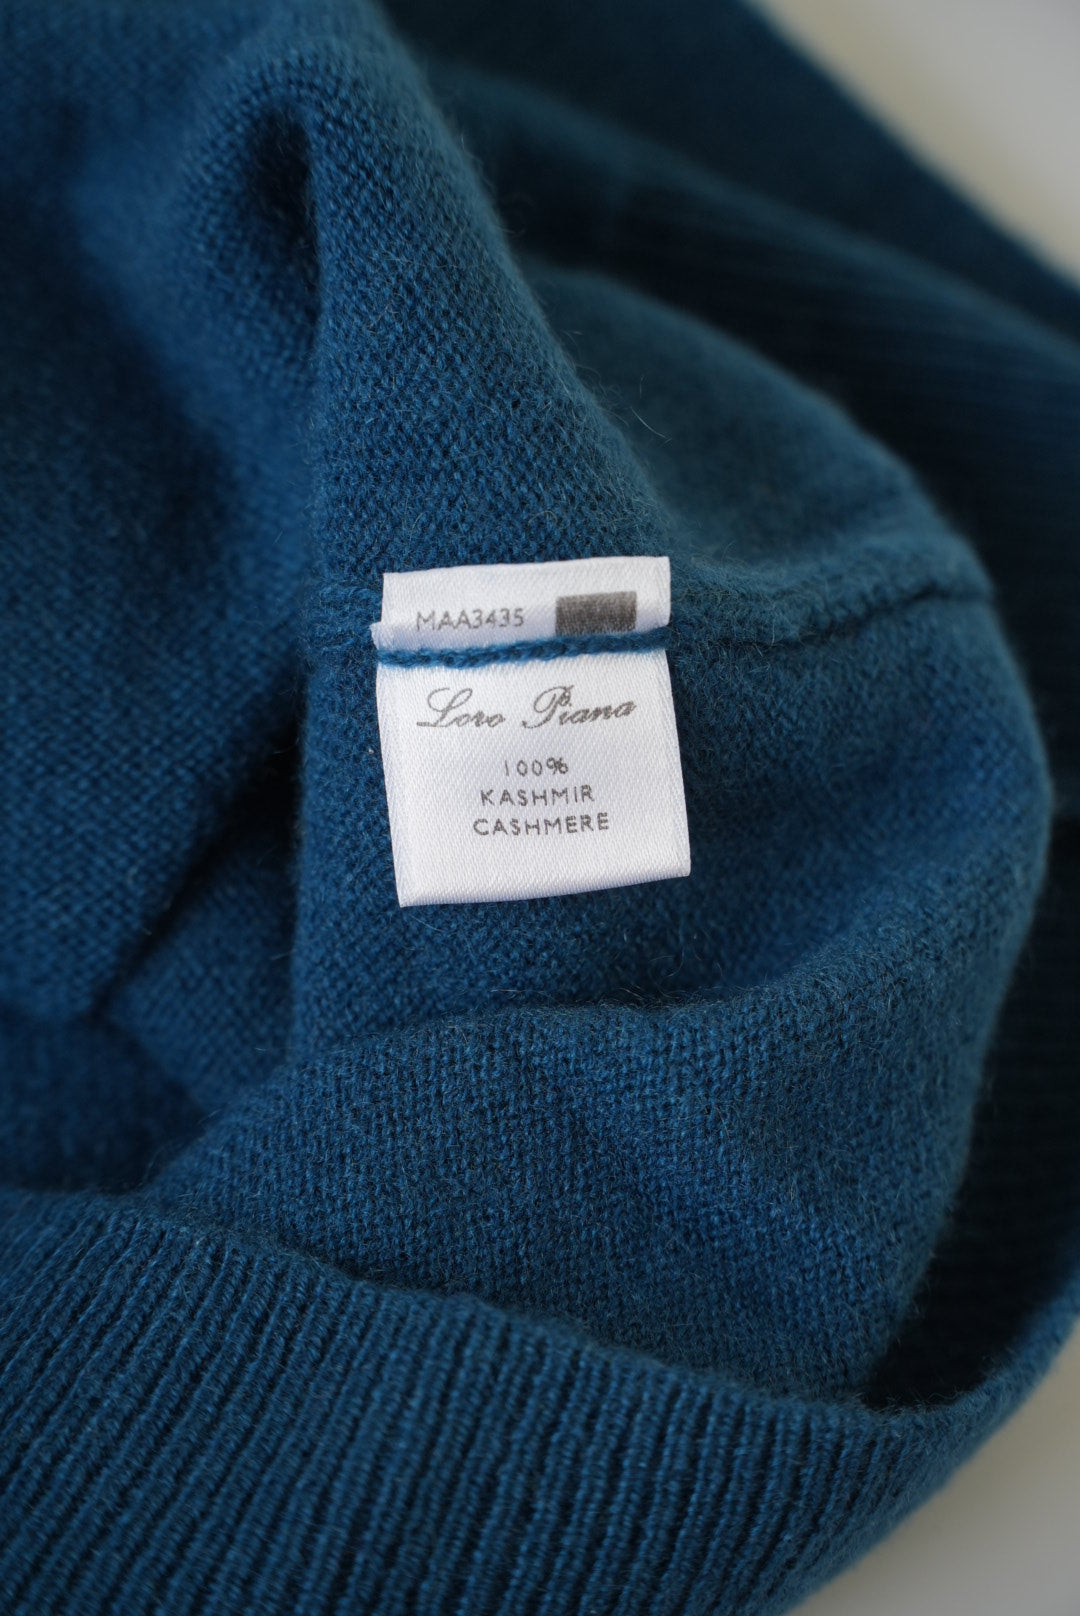 MAA3435
Loro Piana
100%
KASHMIR
CASHMERE